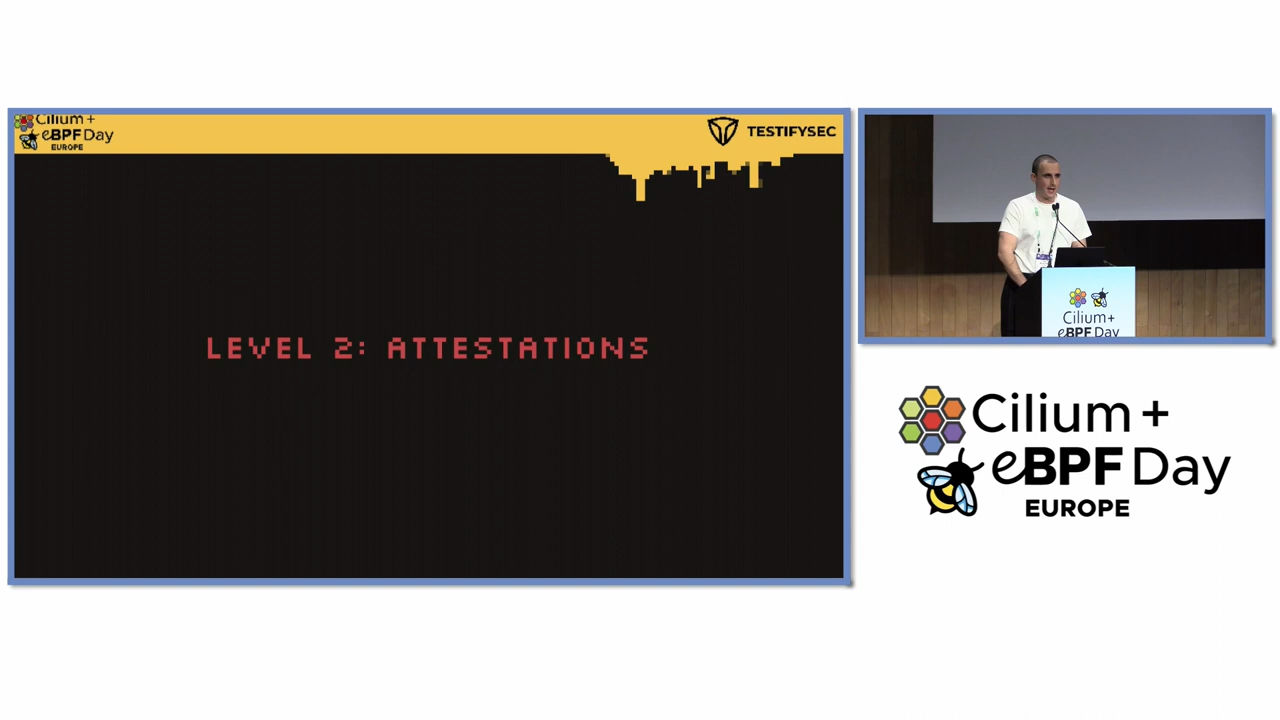 Cilium +
eBPF Day
EUROPE
TESTIFYSEC
LEVEL 2: ATTESTATIONS
Cilium+
eBPF Day
Cilium +
eBPF Day
EUROPE